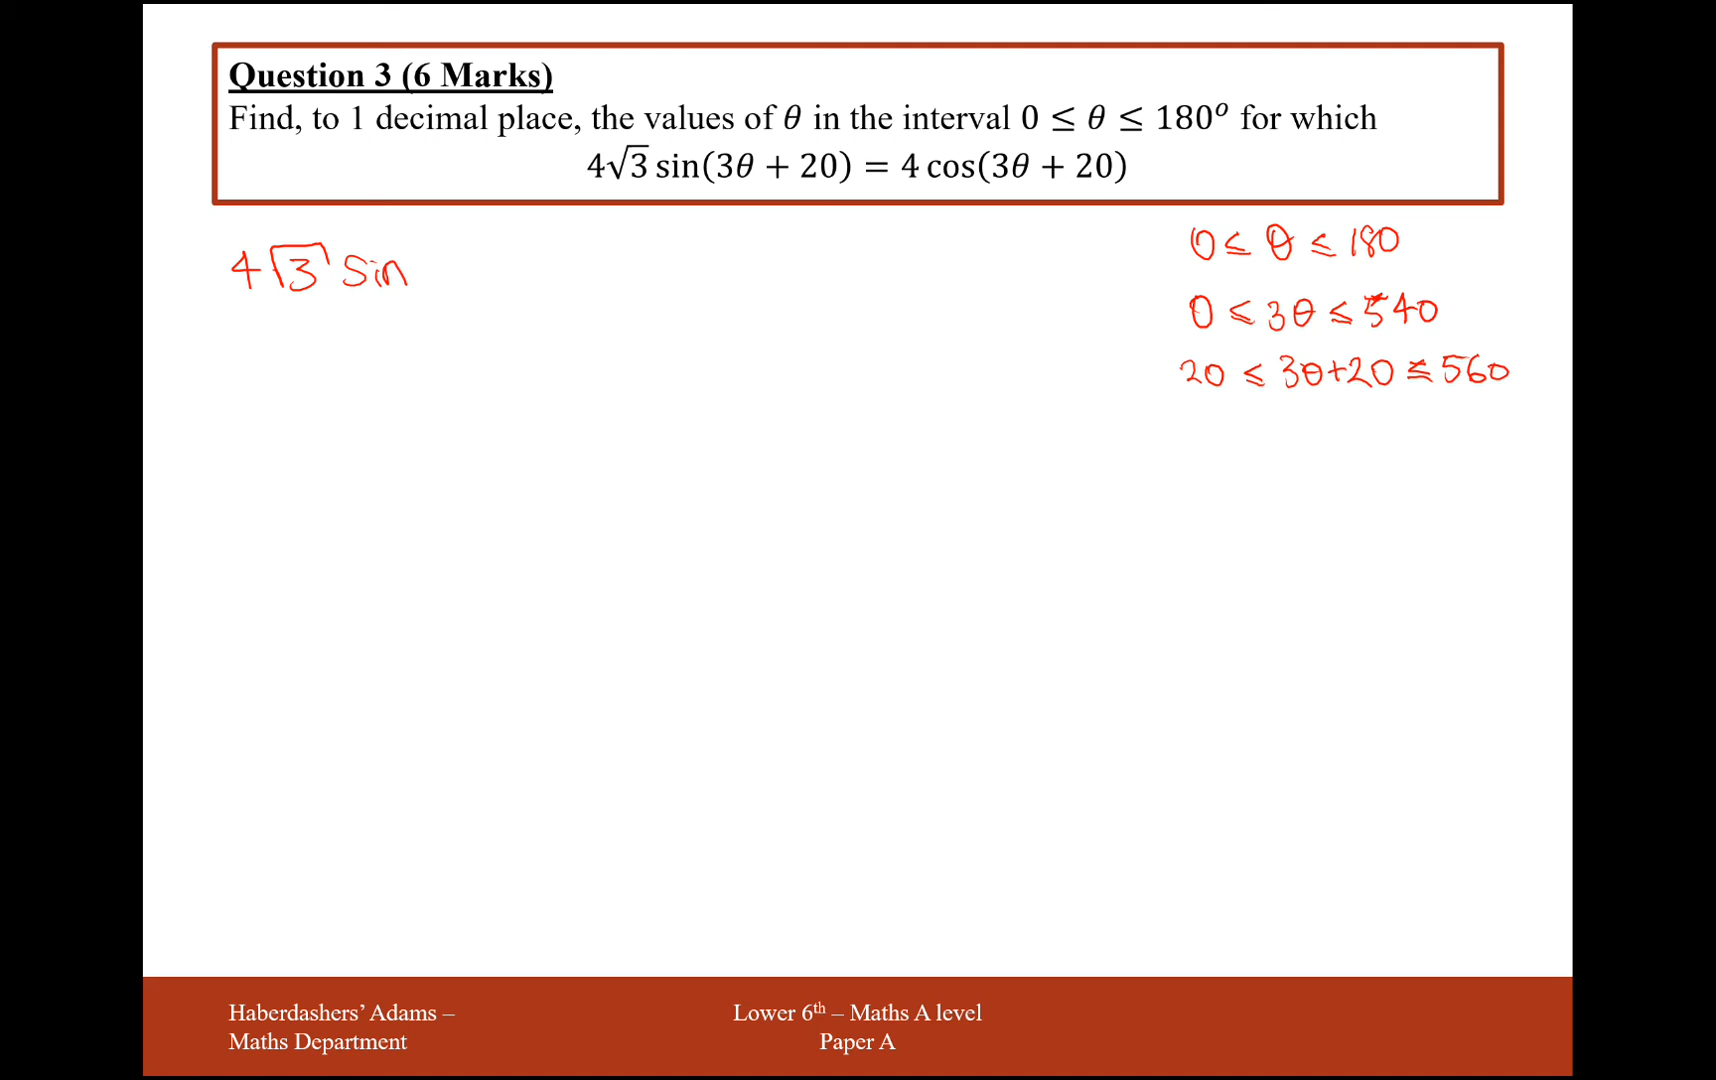 Question 3 (6 Marks)
Find, to 1 decimal place, the values of θ in the interval 0 ≤ θ ≤ 180° for which
4√3 sin(3θ + 20) = 4 cos(3θ + 20)
4√3 sin
0 ≤ θ ≤ 180
0 ≤ 3θ ≤ 540
20 ≤ 3θ+20 ≤ 560
Haberdashers’ Adams –
Maths Department
Lower 6th – Maths A level
Paper A